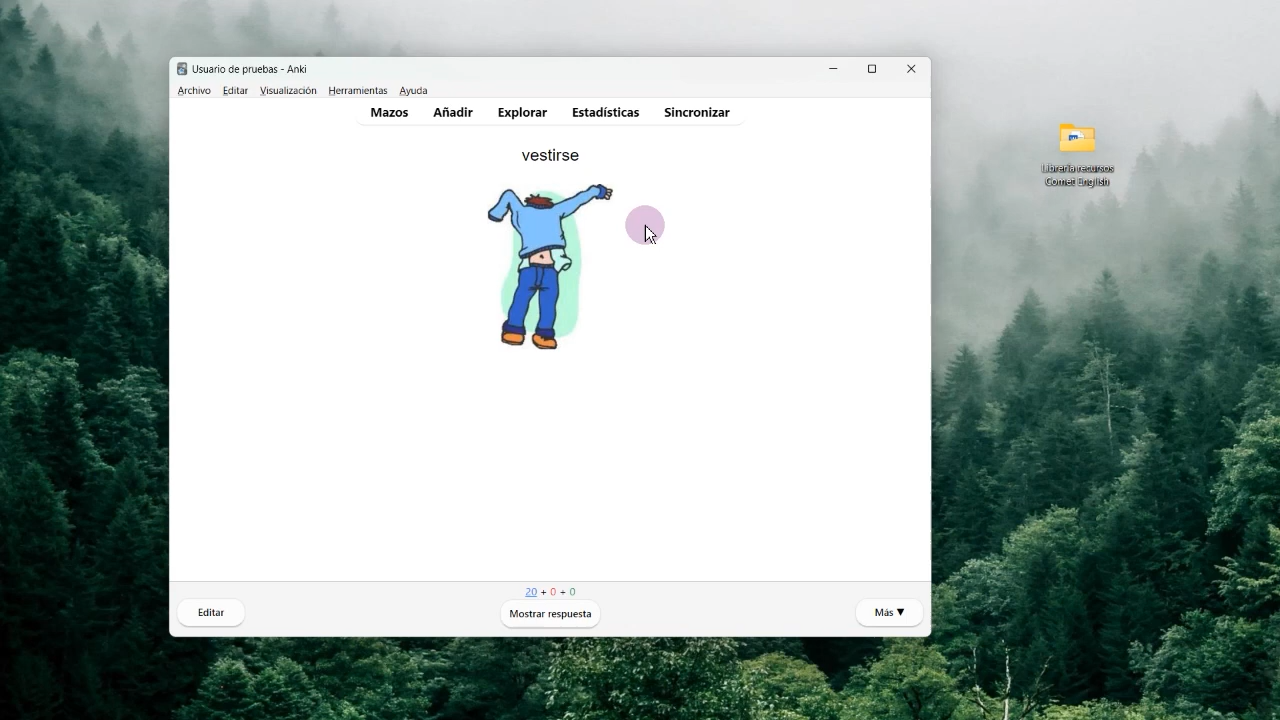 Usuario de pruebas - Anki
Archivo Editar Visualización Herramientas Ayuda
Mazos Añadir Explorar Estadísticas Sincronizar
vestirse
Librería recursos
Comet English
20 + 0 + 0
Editar Mostrar respuesta Más ▼